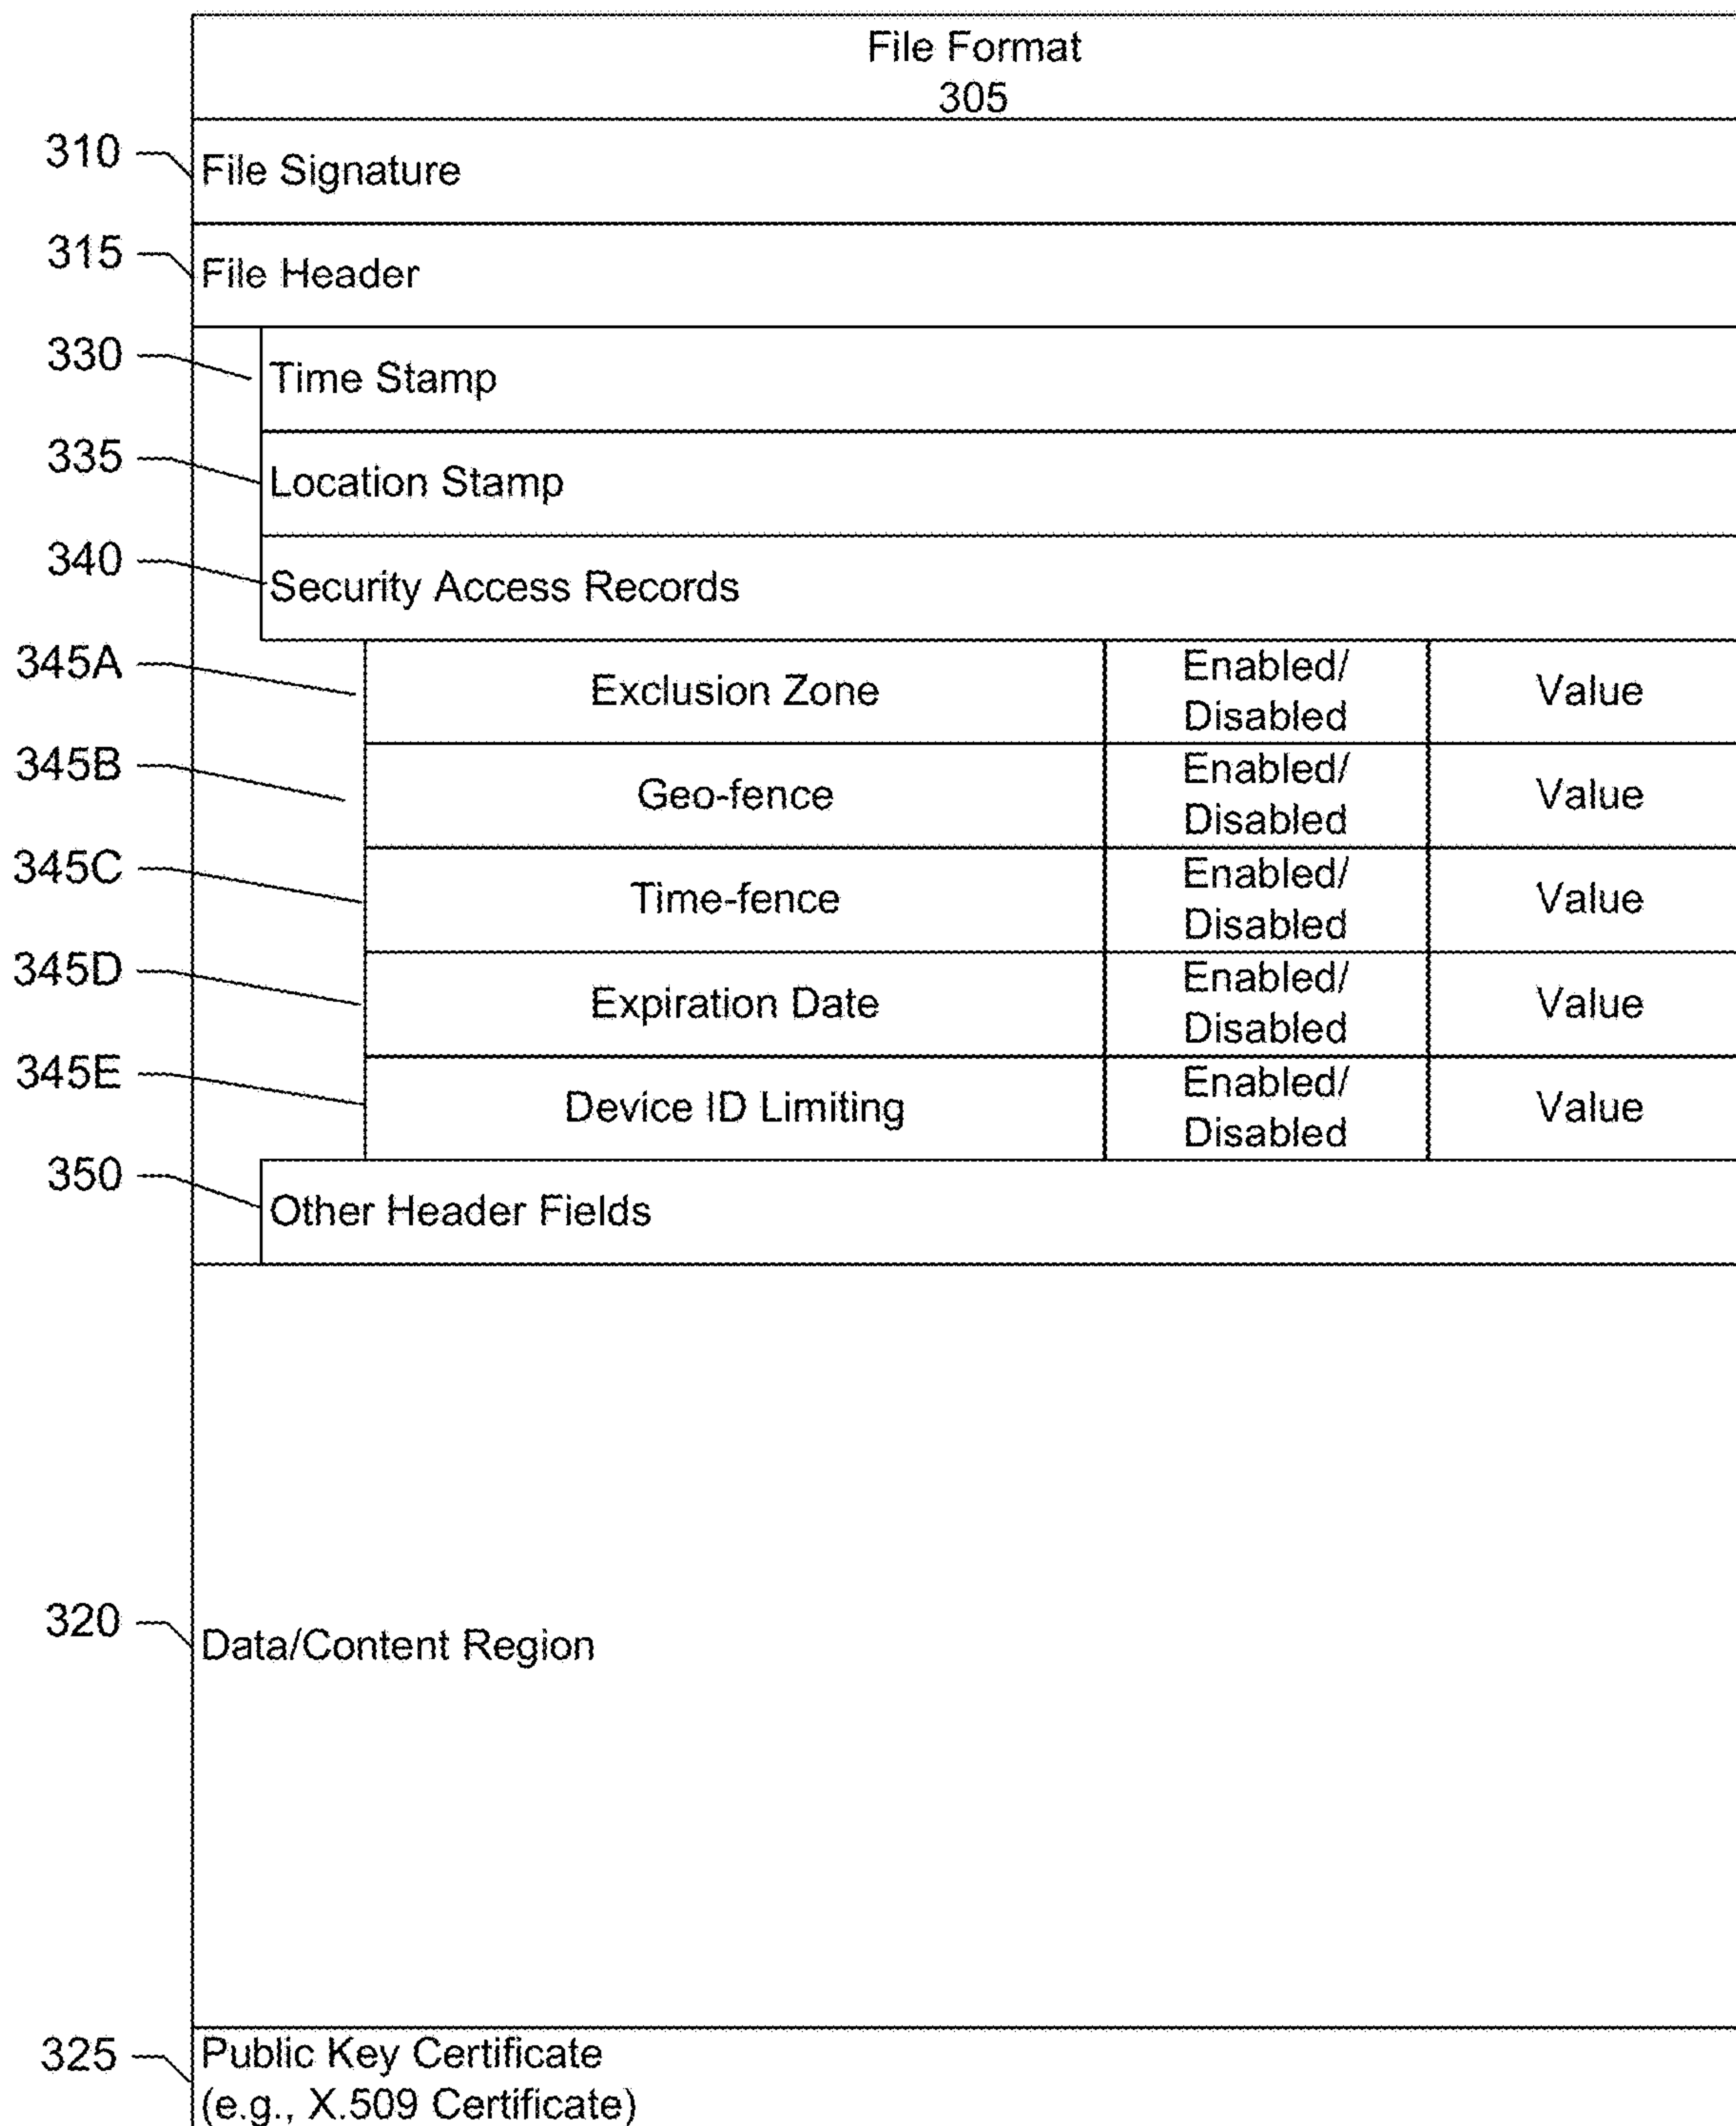 File Format
305
310
File Signature
315
File Header
330
Time Stamp
335
Location Stamp
340
Security Access Records
345A
Exclusion Zone
Enabled/
Disabled
Value
345B
Geo-fence
Enabled/
Disabled
Value
345C
Time-fence
Enabled/
Disabled
Value
345D
Expiration Date
Enabled/
Disabled
Value
345E
Device ID Limiting
Enabled/
Disabled
Value
350
Other Header Fields
320
Data/Content Region
325
Public Key Certificate
(e.g., X.509 Certificate)